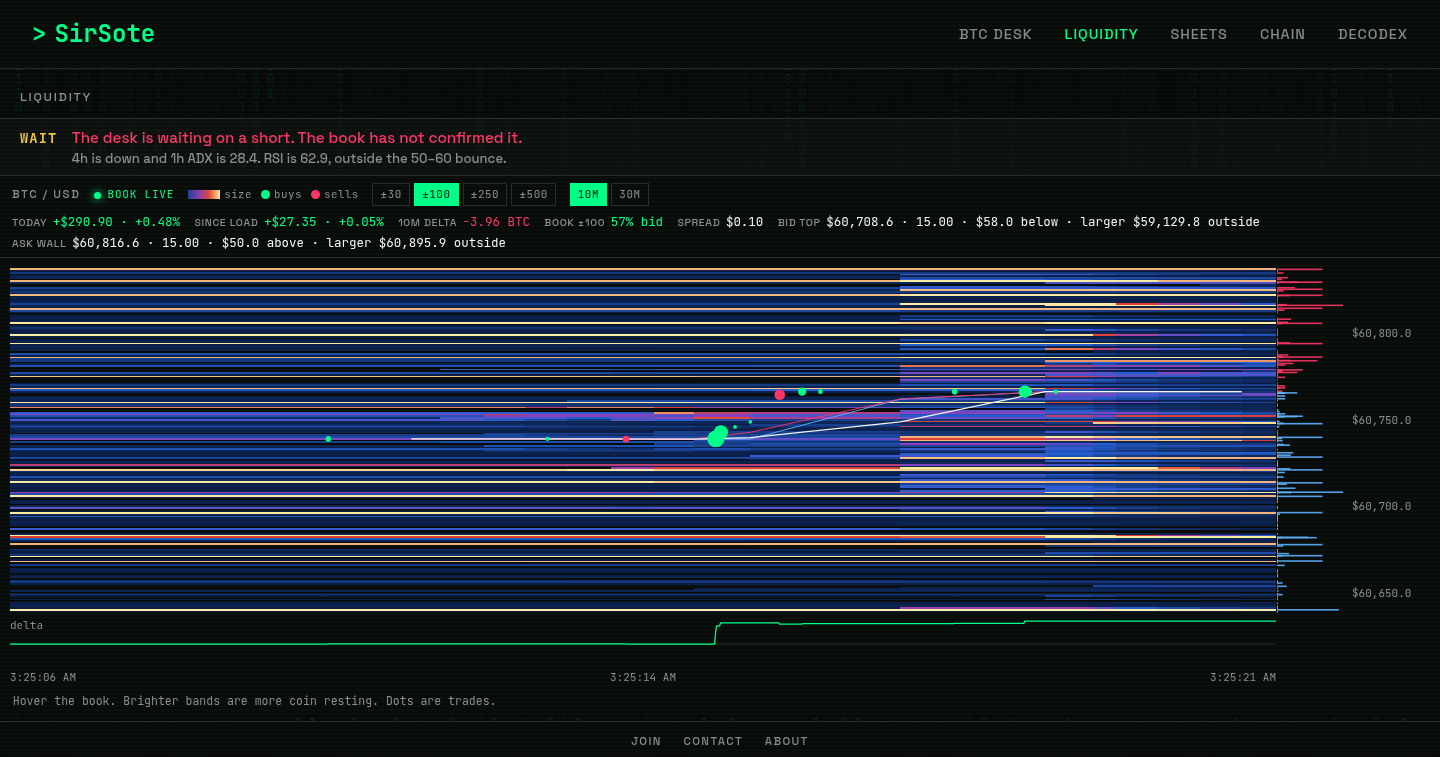 > SirSote
BTC DESK LIQUIDITY SHEETS CHAIN DECODEX
LIQUIDITY
WAIT The desk is waiting on a short. The book has not confirmed it.
4h is down and 1h ADX is 28.4. RSI is 62.9, outside the 50–60 bounce.
BTC / USD BOOK LIVE size buys sells ±30 ±100 ±250 ±500 10M 30M
TODAY +$290.90 · +0.48% SINCE LOAD +$27.35 · +0.05% 10M DELTA -3.96 BTC BOOK ±100 57% bid SPREAD $0.10 BID TOP $60,708.6 · 15.00 · $58.0 below · larger $59,129.8 outside
ASK WALL $60,816.6 · 15.00 · $50.0 above · larger $60,895.9 outside
$60,800.0
$60,750.0
$60,700.0
$60,650.0
delta
3:25:06 AM 3:25:14 AM 3:25:21 AM
Hover the book. Brighter bands are more coin resting. Dots are trades.
JOIN CONTACT ABOUT